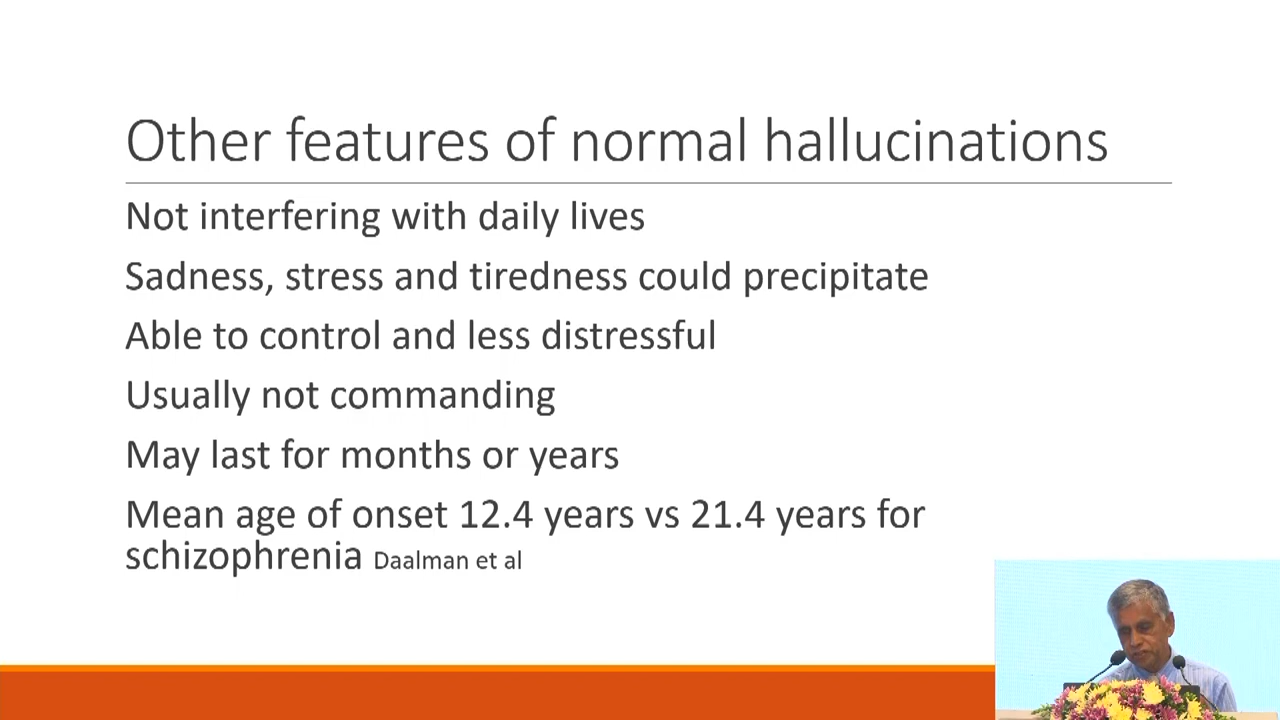 Other features of normal hallucinations
Not interfering with daily lives
Sadness, stress and tiredness could precipitate
Able to control and less distressful
Usually not commanding
May last for months or years
Mean age of onset 12.4 years vs 21.4 years for
schizophrenia Daalman et al